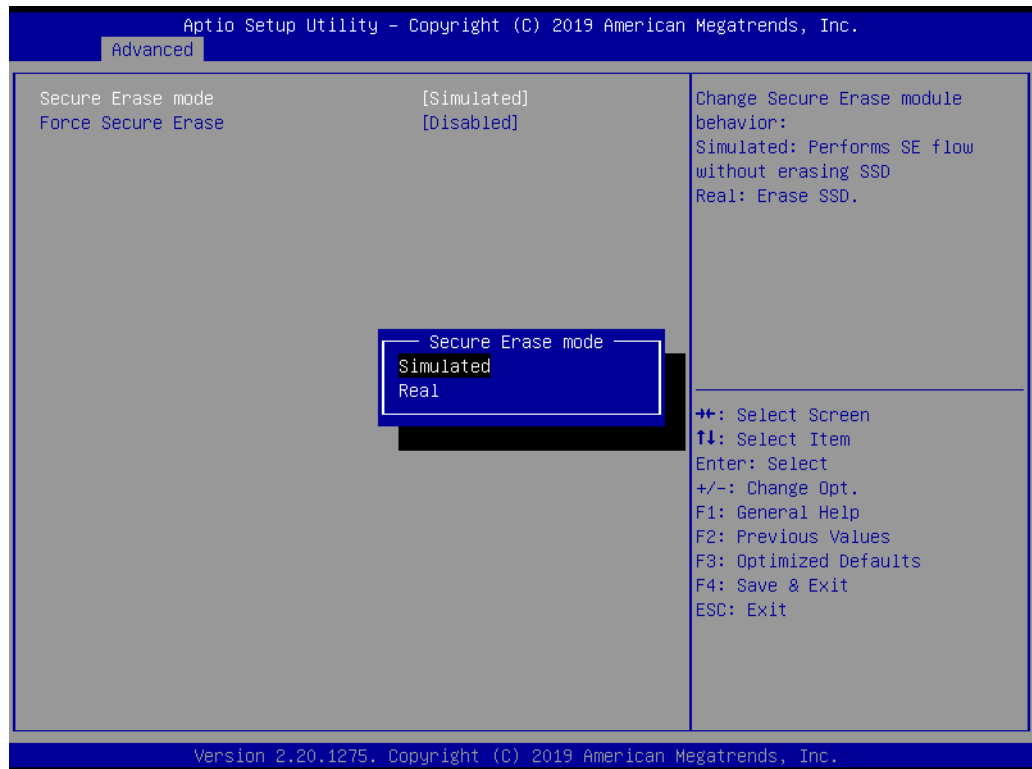 Aptio Setup Utility – Copyright (C) 2019 American Megatrends, Inc.
Advanced
Secure Erase mode [Simulated]
Force Secure Erase [Disabled]
Change Secure Erase module
behavior:
Simulated: Performs SE flow
without erasing SSD
Real: Erase SSD.
Secure Erase mode
Simulated
Real
→←: Select Screen
↑↓: Select Item
Enter: Select
+/-: Change Opt.
F1: General Help
F2: Previous Values
F3: Optimized Defaults
F4: Save & Exit
ESC: Exit
Version 2.20.1275. Copyright (C) 2019 American Megatrends, Inc.